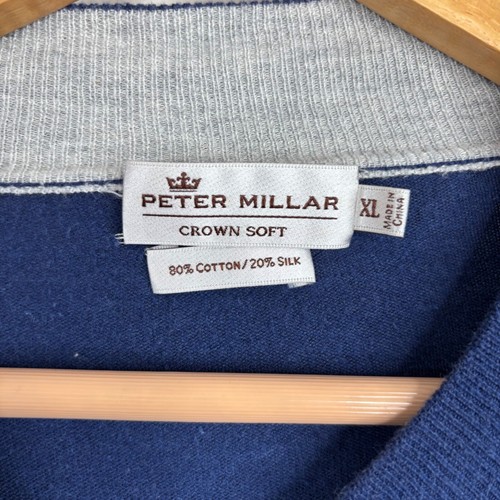 PETER MILLAR
CROWN SOFT
XL
MADE IN
CHINA
80% COTTON/20% SILK